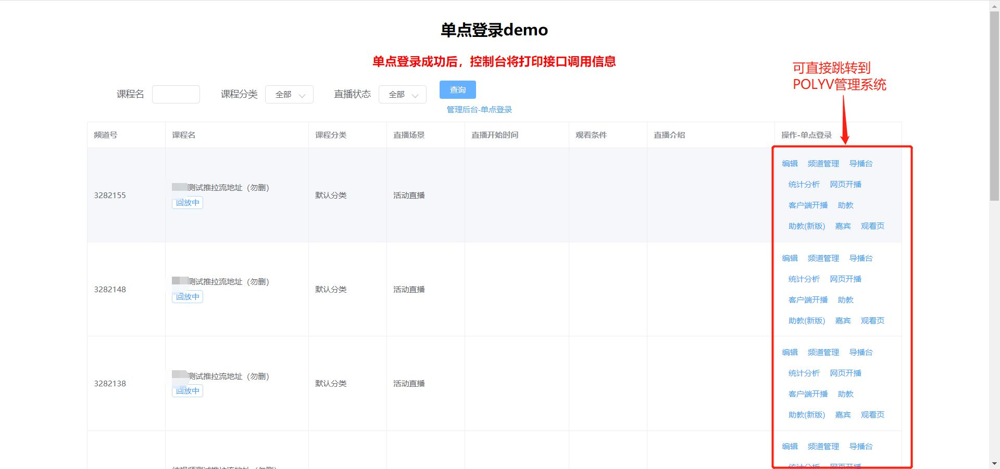 单点登录demo
单点登录成功后，控制台将打印接口调用信息
可直接跳转到
POLYV管理系统
课程名 课程分类 全部 直播状态 全部 查询
管理后台-单点登录
频道号 课程名 课程分类 直播场景 直播开始时间 观看条件 直播介绍 操作-单点登录
编辑 频道管理 导播台
统计分析 网页开播
测试推拉流地址（勿删）
3282155 默认分类 活动直播
回放中
客户端开播 助教
助教(新版) 嘉宾 观看页
编辑 频道管理 导播台
统计分析 网页开播
测试推拉流地址（勿删）
3282148 默认分类 活动直播
回放中
客户端开播 助教
助教(新版) 嘉宾 观看页
编辑 频道管理 导播台
统计分析 网页开播
测试推拉流地址（勿删）
3282138 默认分类 活动直播
回放中
客户端开播 助教
助教(新版) 嘉宾 观看页
编辑 频道管理 导播台
统计分析 网页开播